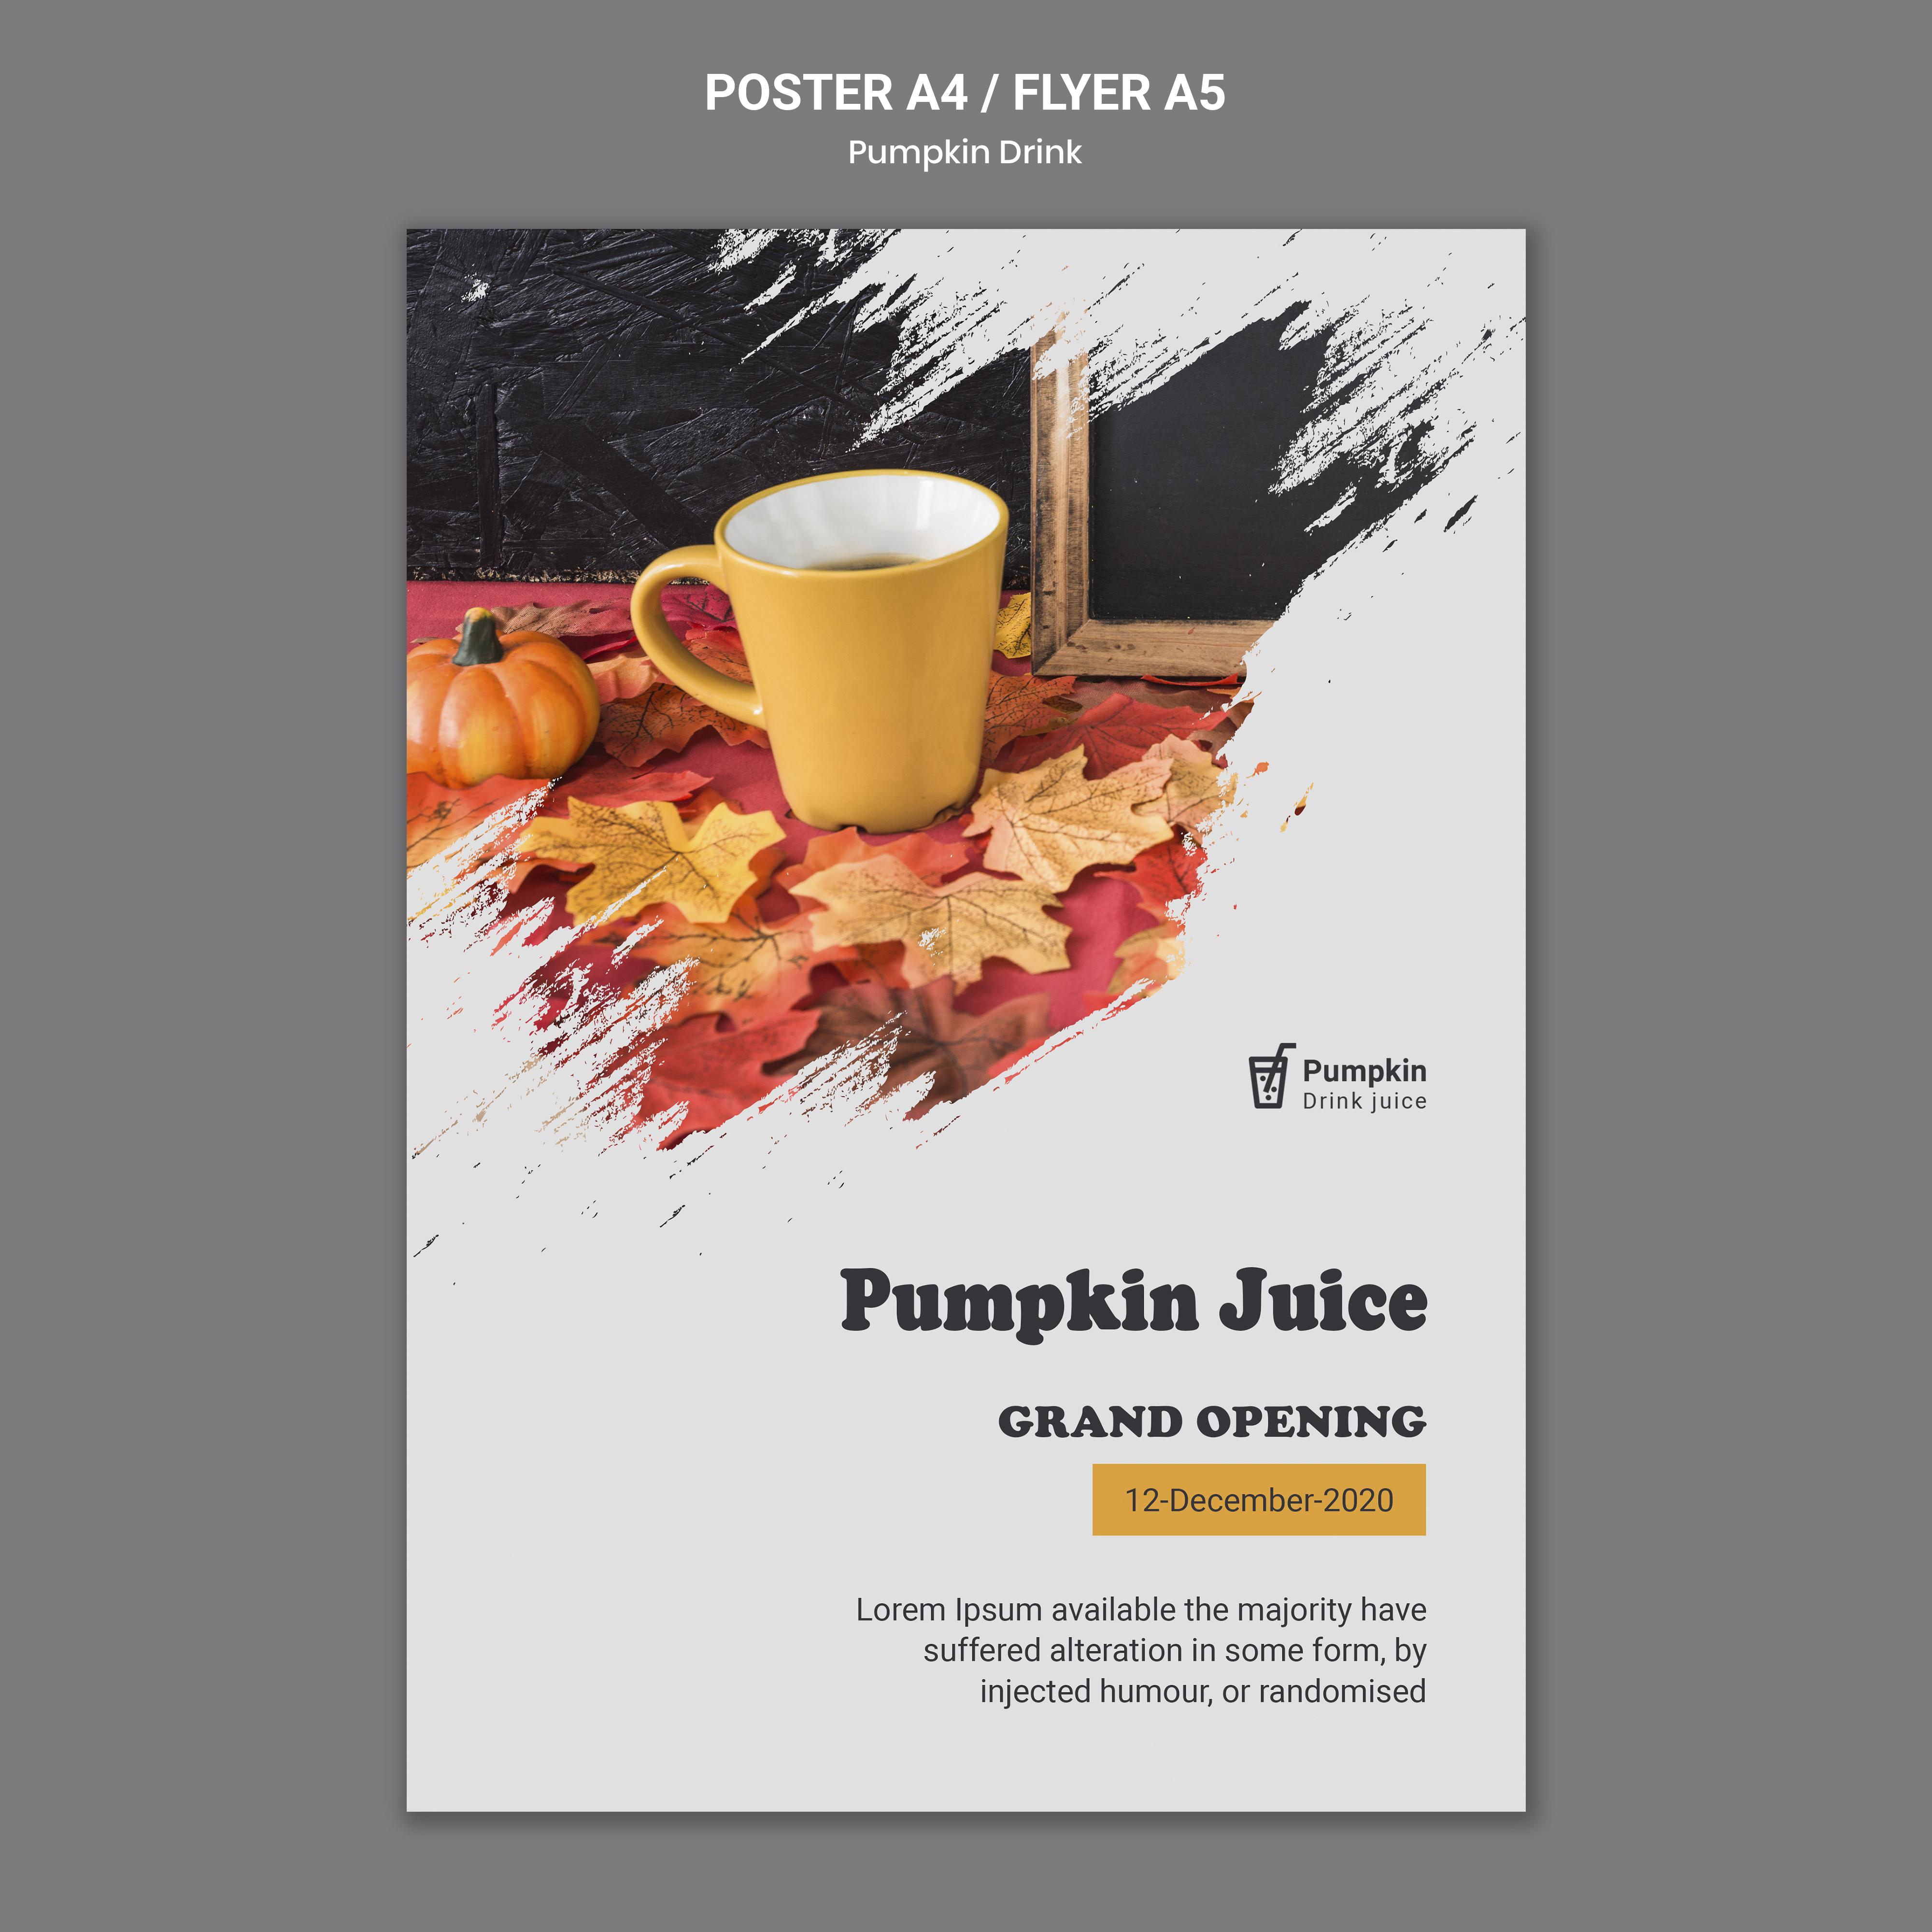 POSTER A4 / FLYER A5
Pumpkin Drink
Pumpkin
Drink juice
Pumpkin Juice
GRAND OPENING
12-December-2020
Lorem Ipsum available the majority have
suffered alteration in some form, by
injected humour, or randomised